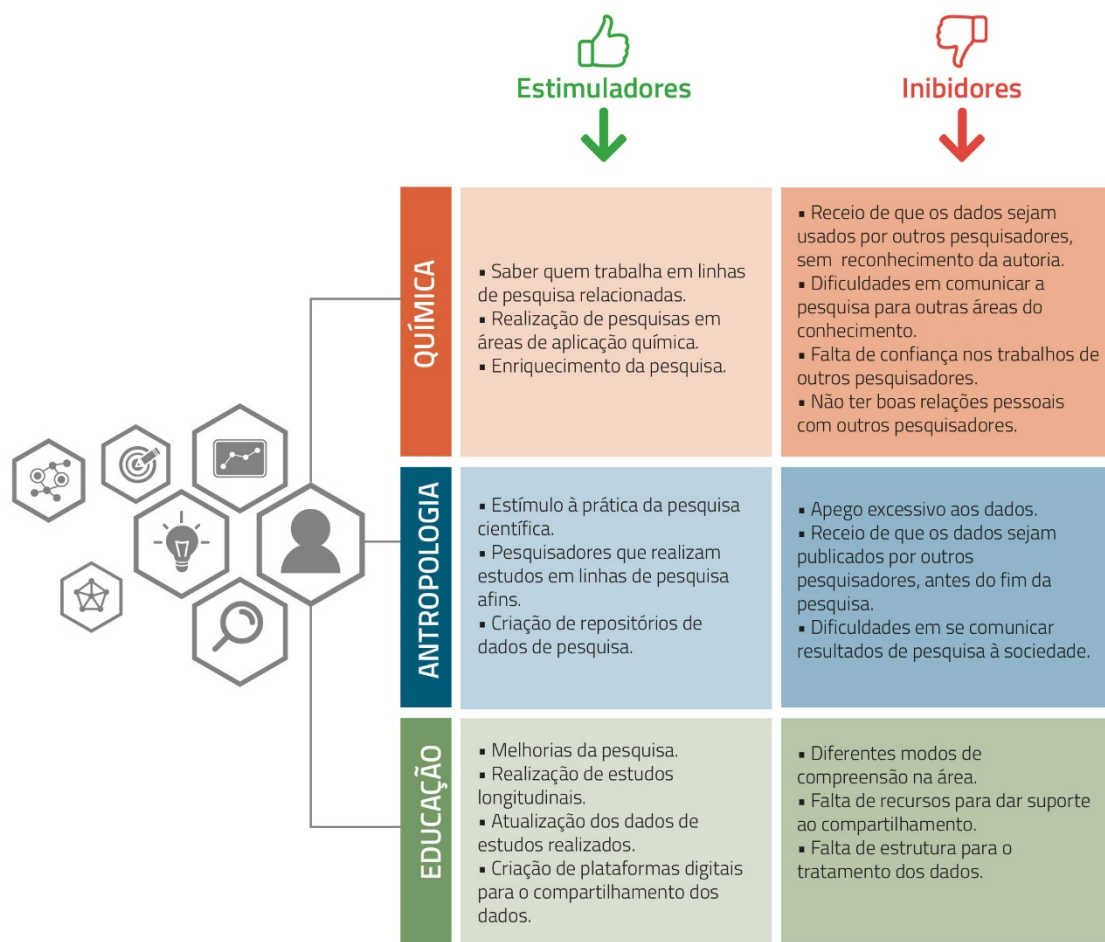 Estimuladores
Inibidores
QUÍMICA
▪ Saber quem trabalha em linhas
de pesquisa relacionadas.
▪ Realização de pesquisas em
áreas de aplicação química.
▪ Enriquecimento da pesquisa.
▪ Receio de que os dados sejam
usados por outros pesquisadores,
sem reconhecimento da autoria.
▪ Dificuldades em comunicar a
pesquisa para outras áreas do
conhecimento.
▪ Falta de confiança nos trabalhos de
outros pesquisadores.
▪ Não ter boas relações pessoais
com outros pesquisadores.
ANTROPOLOGIA
▪ Estímulo à prática da pesquisa
científica.
▪ Pesquisadores que realizam
estudos em linhas de pesquisa
afins.
▪ Criação de repositórios de
dados de pesquisa.
▪ Apego excessivo aos dados.
▪ Receio de que os dados sejam
publicados por outros
pesquisadores, antes do fim da
pesquisa.
▪ Dificuldades em se comunicar
resultados de pesquisa à sociedade.
EDUCAÇÃO
▪ Melhorias da pesquisa.
▪ Realização de estudos
longitudinais.
▪ Atualização dos dados de
estudos realizados.
▪ Criação de plataformas digitais
para o compartilhamento dos
dados.
▪ Diferentes modos de
compreensão na área.
▪ Falta de recursos para dar suporte
ao compartilhamento.
▪ Falta de estrutura para o
tratamento dos dados.